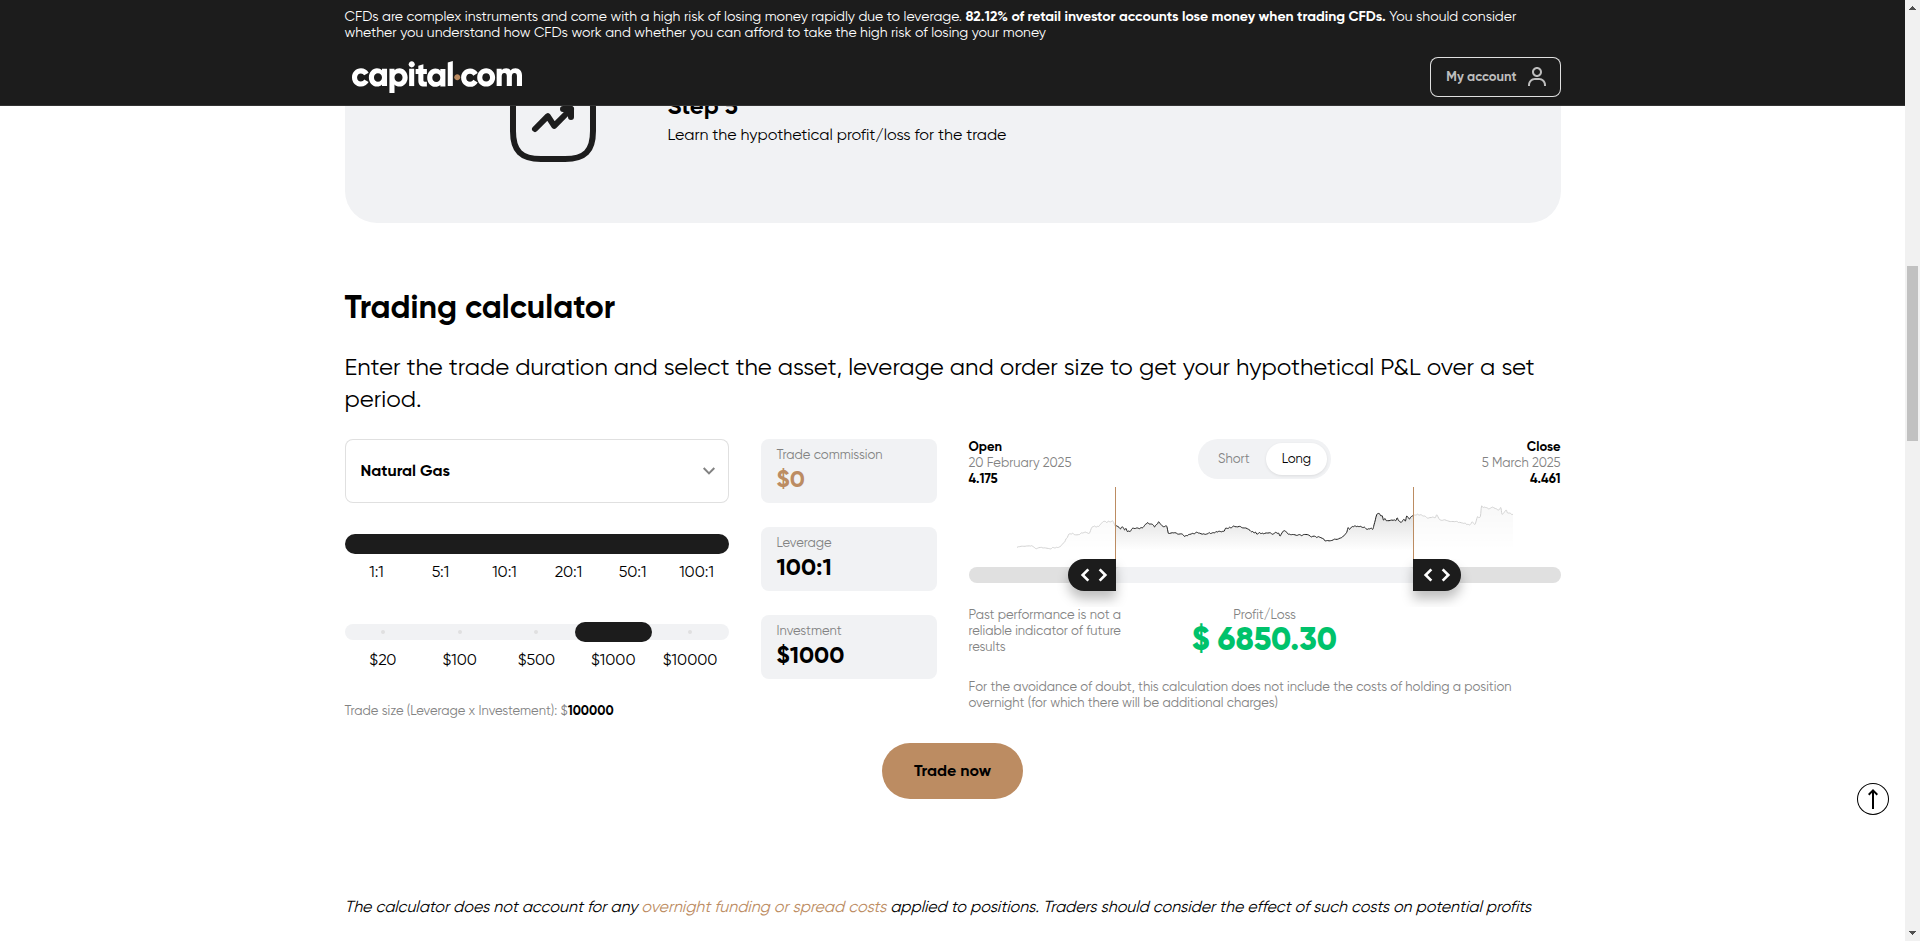 CFDs are complex instruments and come with a high risk of losing money rapidly due to leverage. 82.12% of retail investor accounts lose money when trading CFDs. You should consider
whether you understand how CFDs work and whether you can afford to take the high risk of losing your money
capital.com
My account
Step 3
Learn the hypothetical profit/loss for the trade
Trading calculator
Enter the trade duration and select the asset, leverage and order size to get your hypothetical P&L over a set
period.
Natural Gas
1:1 5:1 10:1 20:1 50:1 100:1
$20 $100 $500 $1000 $10000
Trade size (Leverage x Investement): $100000
Trade commission
$0
Leverage
100:1
Investment
$1000
Open
20 February 2025
4.175
Short Long
Close
5 March 2025
4.461
Past performance is not a
reliable indicator of future
results
Profit/Loss
$ 6850.30
For the avoidance of doubt, this calculation does not include the costs of holding a position
overnight (for which there will be additional charges)
Trade now
The calculator does not account for any overnight funding or spread costs applied to positions. Traders should consider the effect of such costs on potential profits